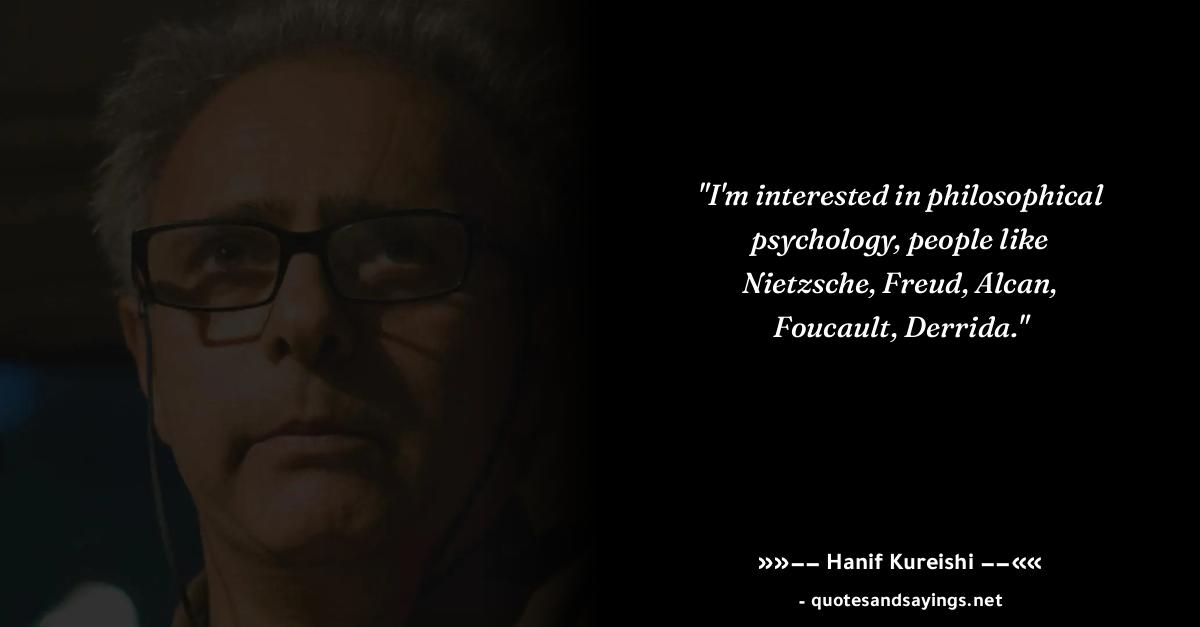 "I'm interested in philosophical
psychology, people like
Nietzsche, Freud, Alcan,
Foucault, Derrida."
»»−− Hanif Kureishi −−««
- quotesandsayings.net